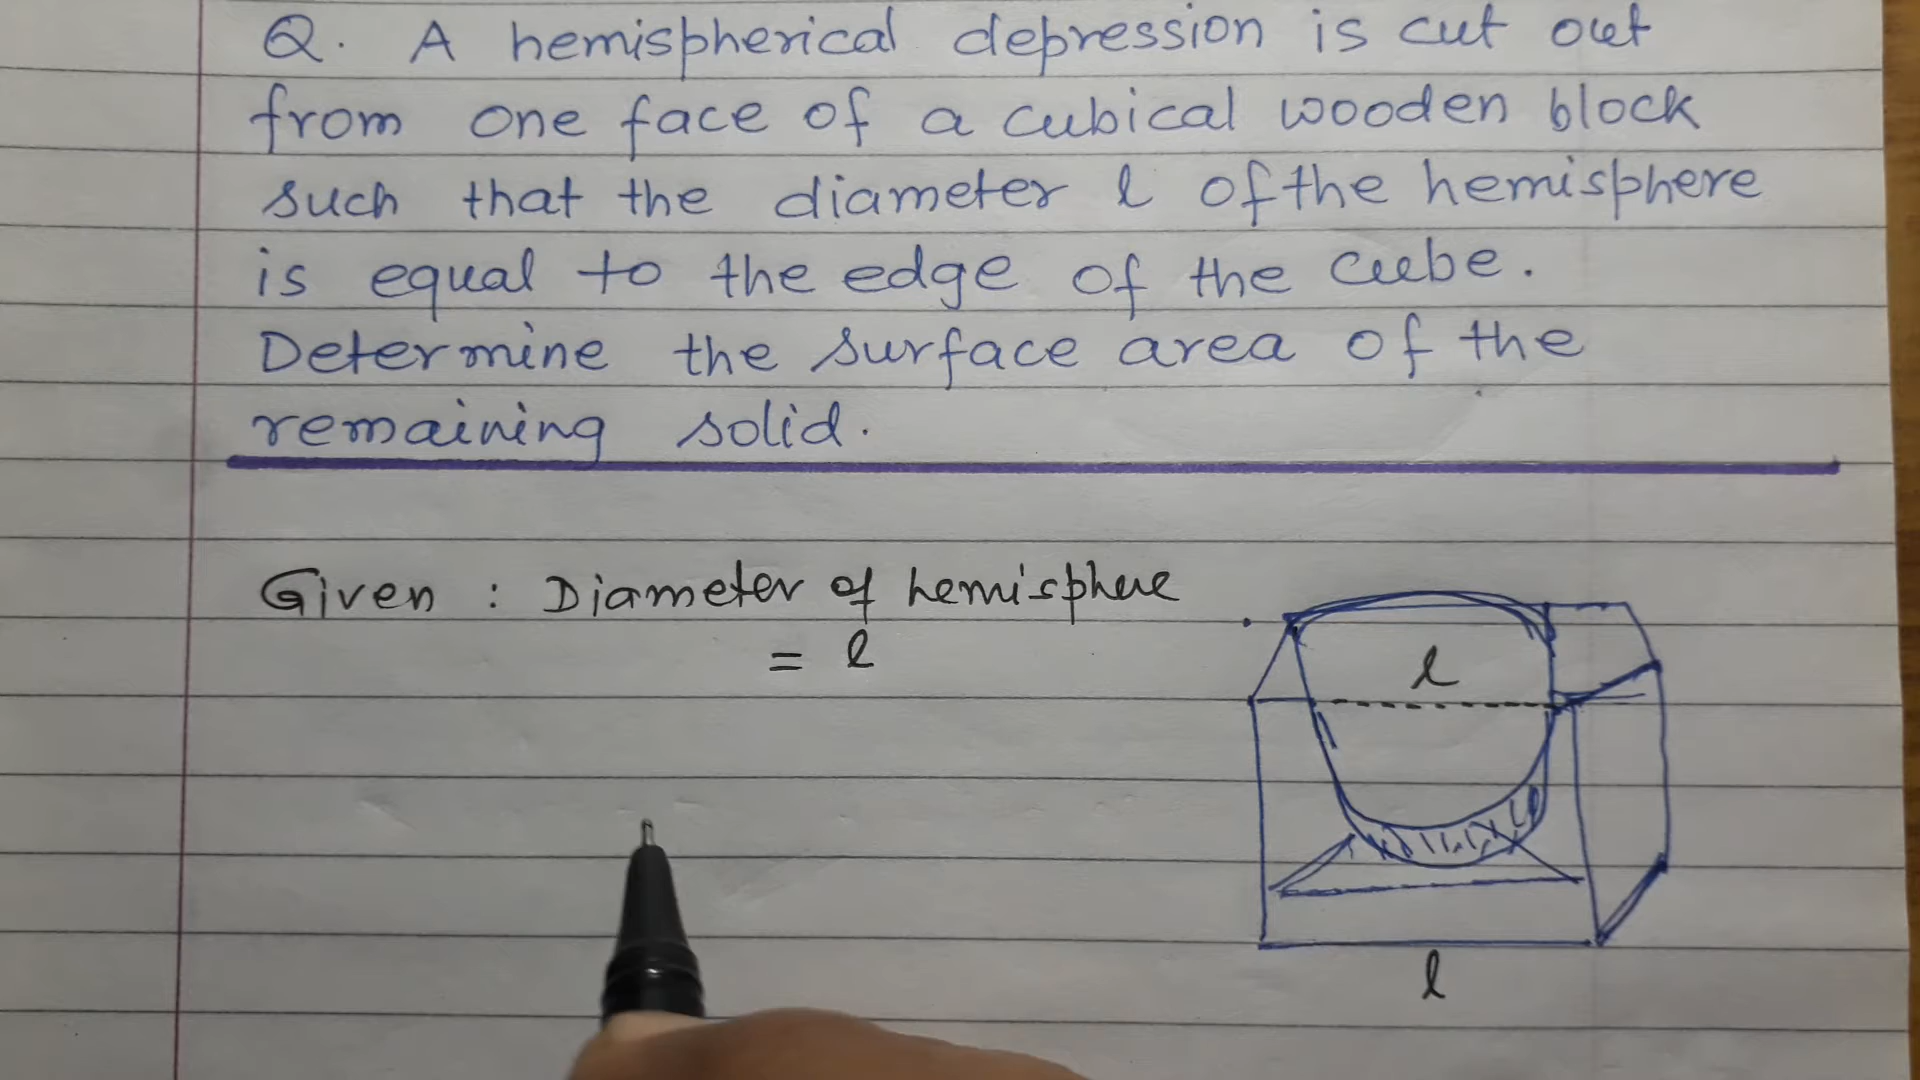 Q. A hemispherical depression is cut out
from one face of a cubical wooden block
such that the diameter l of the hemisphere
is equal to the edge of the cube.
Determine the surface area of the
remaining solid.
Given : Diameter of hemisphere
= l
l
l